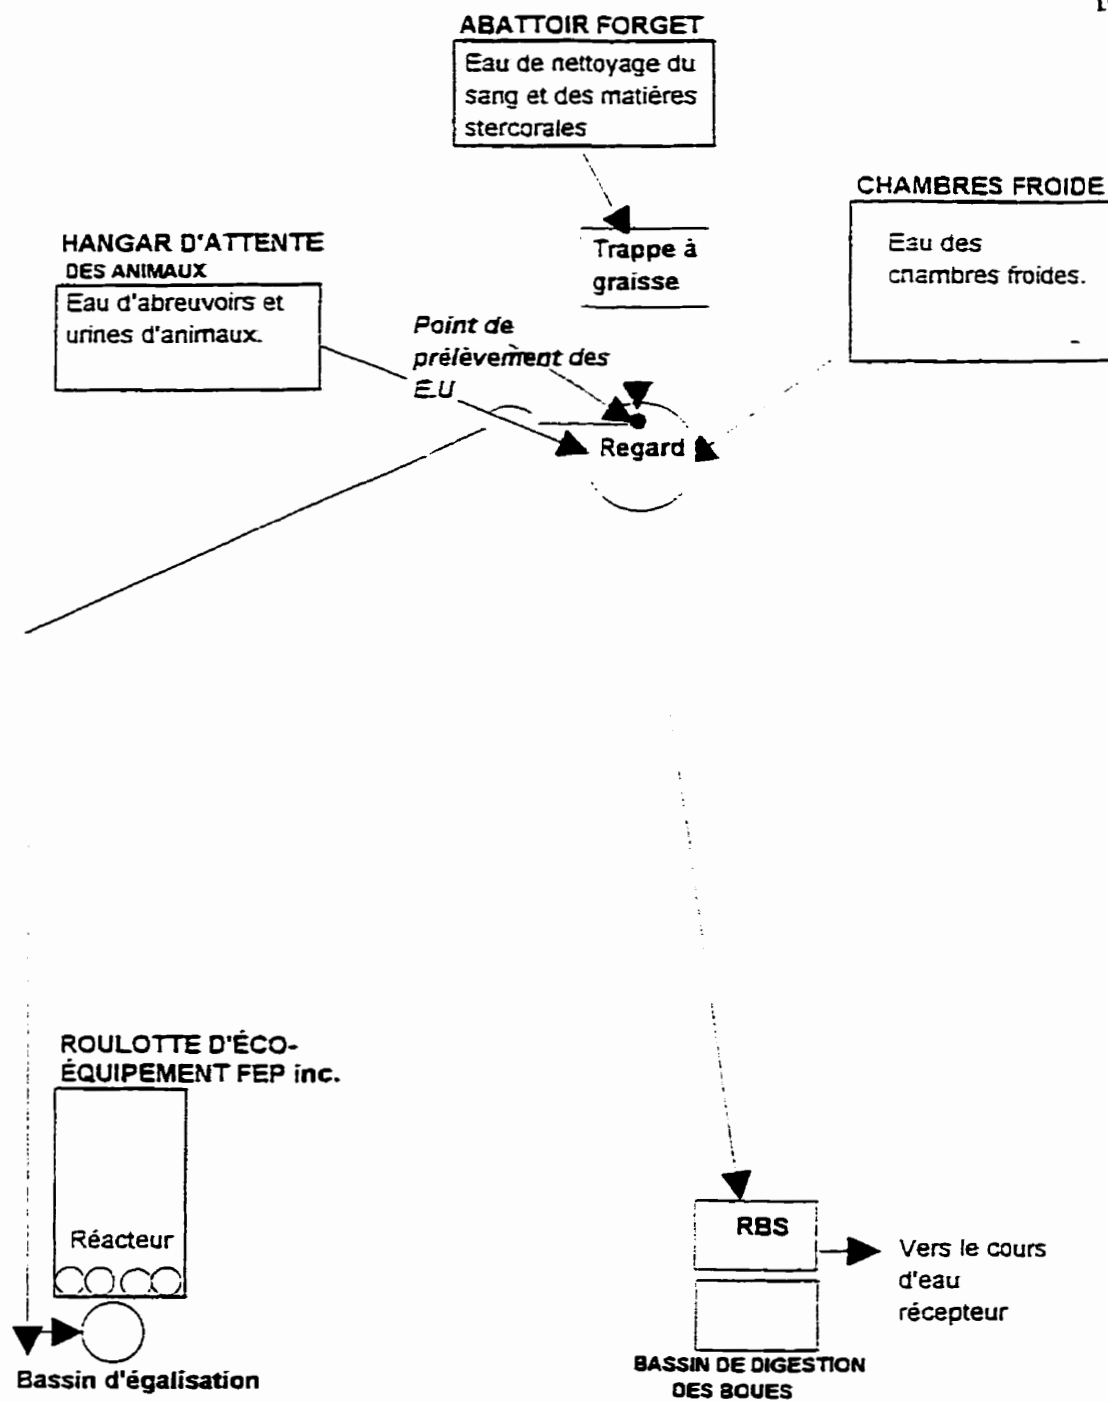 ABATTOIR FORGET
Eau de nettoyage du
sang et des matières
stercorales
CHAMBRES FROIDE
Eau des
chambres froides.
HANGAR D'ATTENTE
DES ANIMAUX
Eau d'abreuvoirs et
urines d'animaux.
Trappe à
graisse
Point de
prélèvement des
É.U
Regard
ROULOTTE D'ÉCO-
ÉQUIPEMENT FEP inc.
Réacteur
Bassin d'égalisation
RBS
Vers le cours
d'eau
récepteur
BASSIN DE DIGESTION
DES BOUES